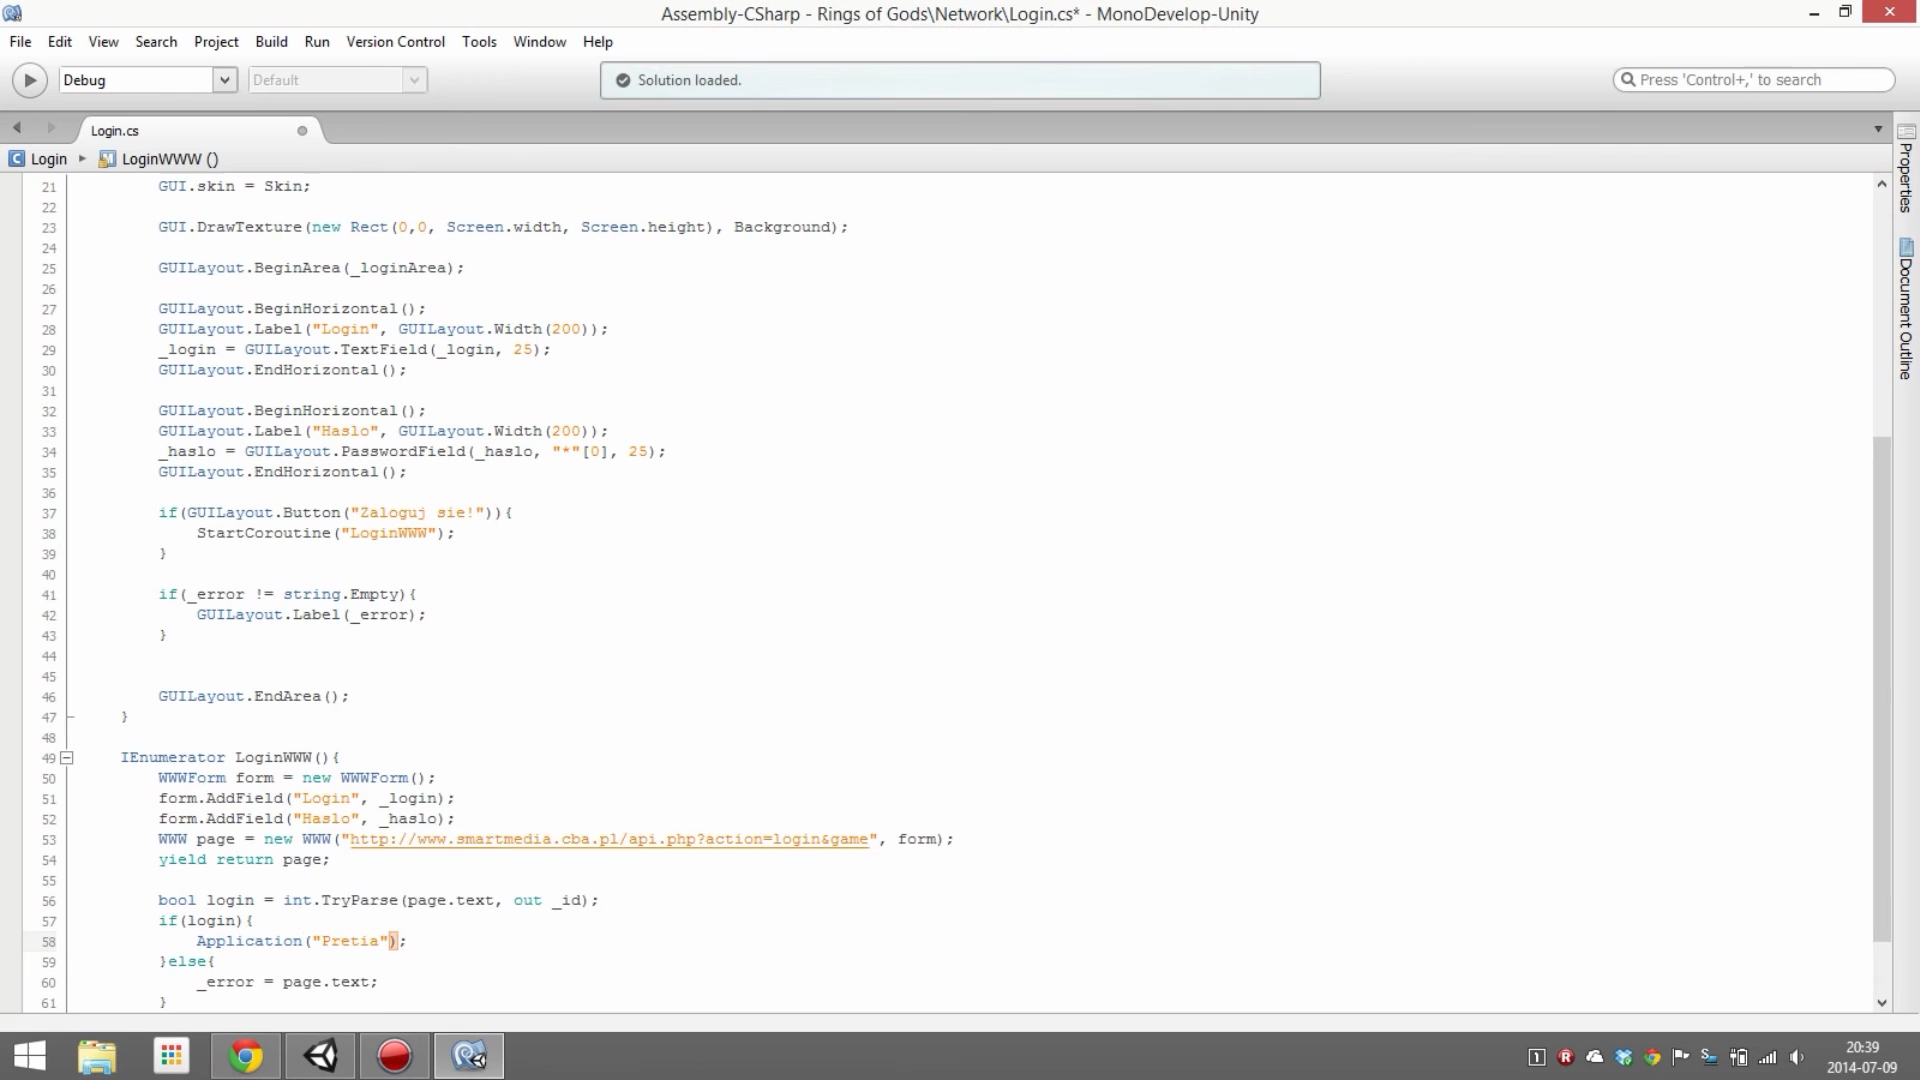 Assembly-CSharp - Rings of Gods\Network\Login.cs* - MonoDevelop-Unity
File Edit View Search Project Build Run Version Control Tools Window Help
Debug Default Solution loaded. Press 'Control+,' to search
Login.cs
Login LoginWWW ()
Properties
Document Outline
21 GUI.skin = Skin;
22
23 GUI.DrawTexture(new Rect(0,0, Screen.width, Screen.height), Background);
24
25 GUILayout.BeginArea(_loginArea);
26
27 GUILayout.BeginHorizontal();
28 GUILayout.Label("Login", GUILayout.Width(200));
29 _login = GUILayout.TextField(_login, 25);
30 GUILayout.EndHorizontal();
31
32 GUILayout.BeginHorizontal();
33 GUILayout.Label("Haslo", GUILayout.Width(200));
34 _haslo = GUILayout.PasswordField(_haslo, "*"[0], 25);
35 GUILayout.EndHorizontal();
36
37 if(GUILayout.Button("Zaloguj sie!")){
38 StartCoroutine("LoginWWW");
39 }
40
41 if(_error != string.Empty){
42 GUILayout.Label(_error);
43 }
44
45
46 GUILayout.EndArea();
47 }
48
49 IEnumerator LoginWWW(){
50 WWWForm form = new WWWForm();
51 form.AddField("Login", _login);
52 form.AddField("Haslo", _haslo);
53 WWW page = new WWW("http://www.smartmedia.cba.pl/api.php?action=login&game", form);
54 yield return page;
55
56 bool login = int.TryParse(page.text, out _id);
57 if(login){
58 Application("Pretia");
59 }else{
60 _error = page.text;
61 }
20:39
2014-07-09